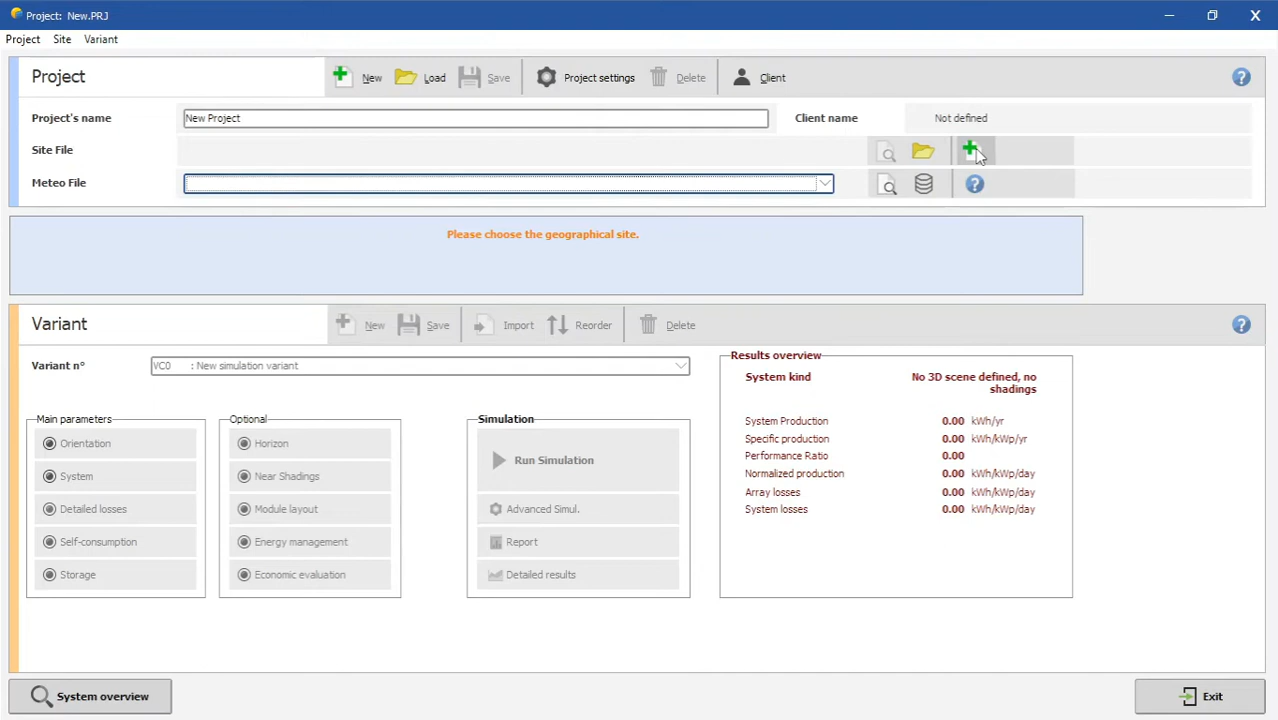 Project: New.PRJ
Project Site Variant
Project New Load Save Project settings Delete Client
Project's name New Project Client name Not defined
Site File
Meteo File
Please choose the geographical site.
Variant New Save Import Reorder Delete
Variant n° VC0 : New simulation variant
Results overview
System kind No 3D scene defined, no
shadings
System Production 0.00 kWh/yr
Specific production 0.00 kWh/kWp/yr
Performance Ratio 0.00
Normalized production 0.00 kWh/kWp/day
Array losses 0.00 kWh/kWp/day
System losses 0.00 kWh/kWp/day
Main parameters
Orientation
System
Detailed losses
Self-consumption
Storage
Optional
Horizon
Near Shadings
Module layout
Energy management
Economic evaluation
Simulation
Run Simulation
Advanced Simul.
Report
Detailed results
System overview
Exit